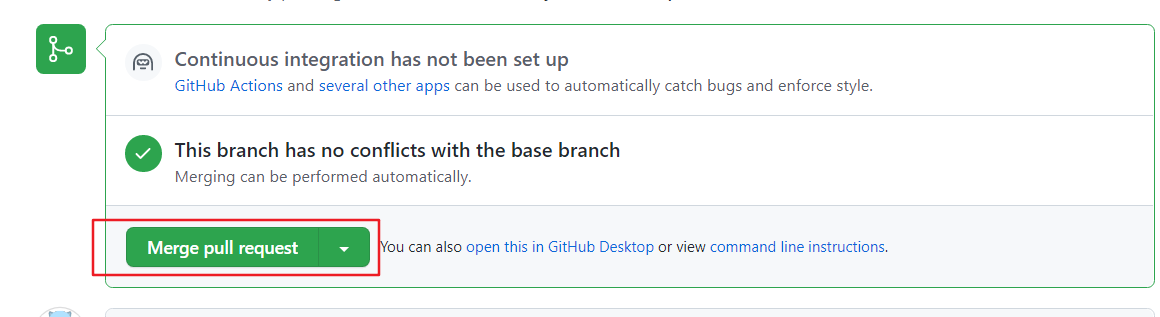 Continuous integration has not been set up
GitHub Actions and several other apps can be used to automatically catch bugs and enforce style.
This branch has no conflicts with the base branch
Merging can be performed automatically.
Merge pull request You can also open this in GitHub Desktop or view command line instructions.